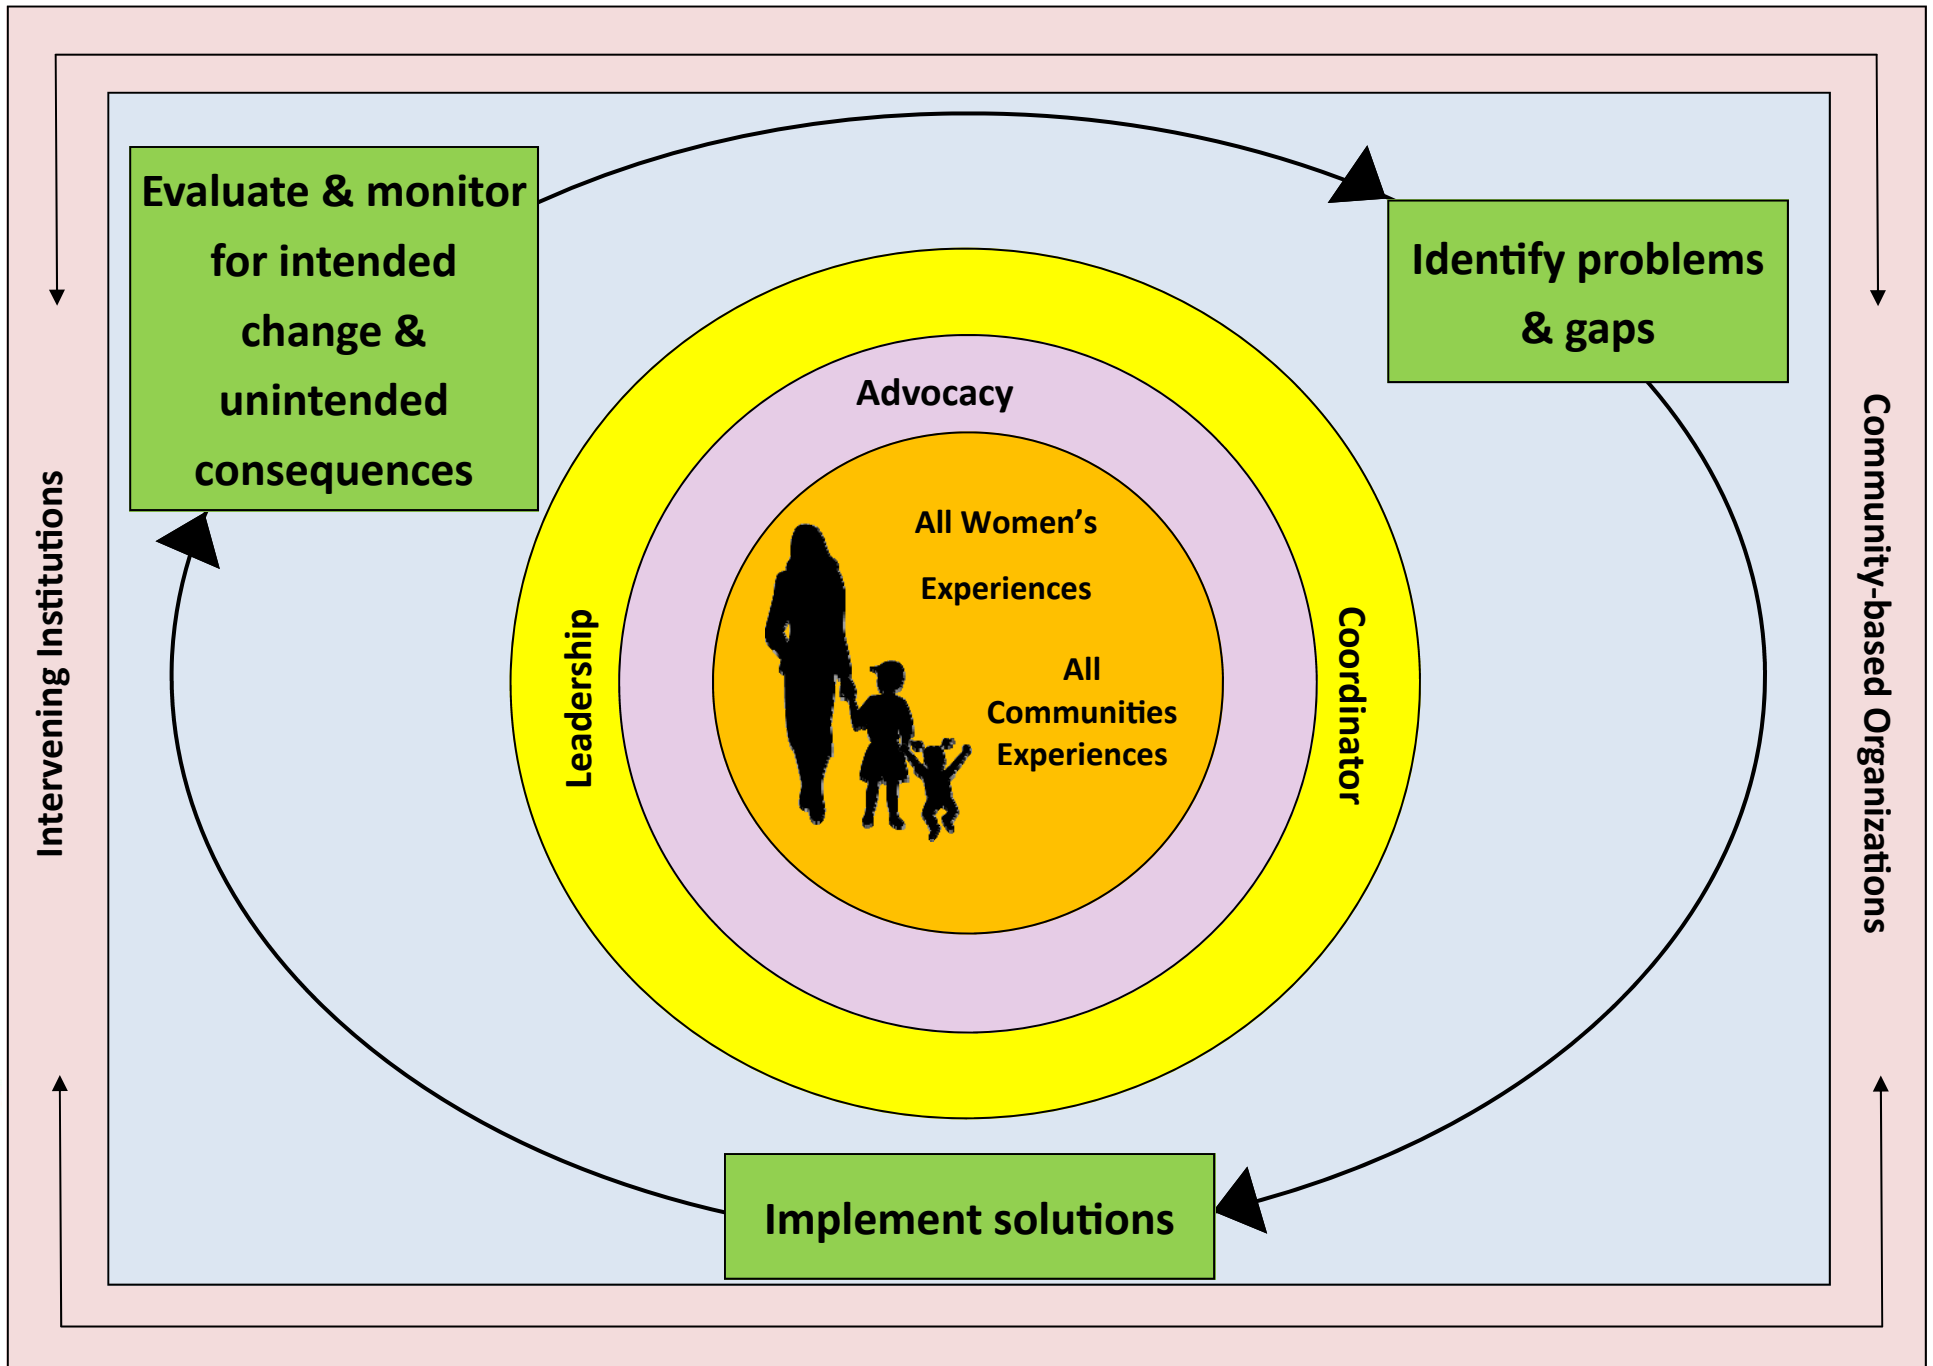 Evaluate & monitor
for intended
change &
unintended
consequences
Identify problems
& gaps
Advocacy
All Women’s
Experiences
All
Communities
Experiences
Leadership
Coordinator
Intervening Institutions
Community-based Organizations
Implement solutions